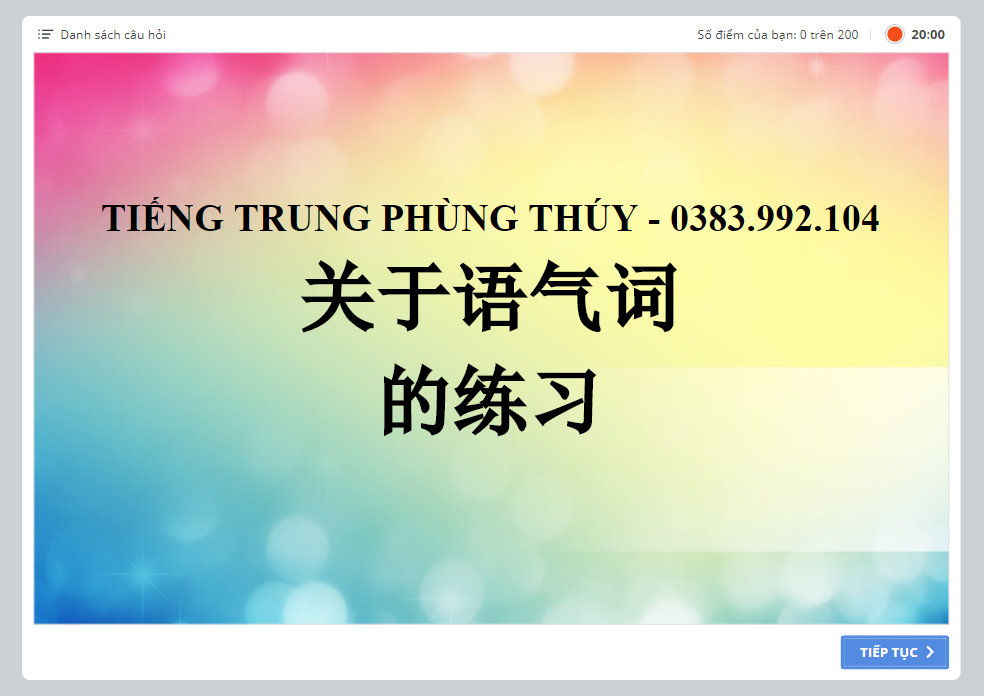 Danh sách câu hỏi
Số điểm của bạn: 0 trên 200
20:00
TIẾNG TRUNG PHÙNG THÚY - 0383.992.104
关于语气词
的练习
TIẾP TỤC